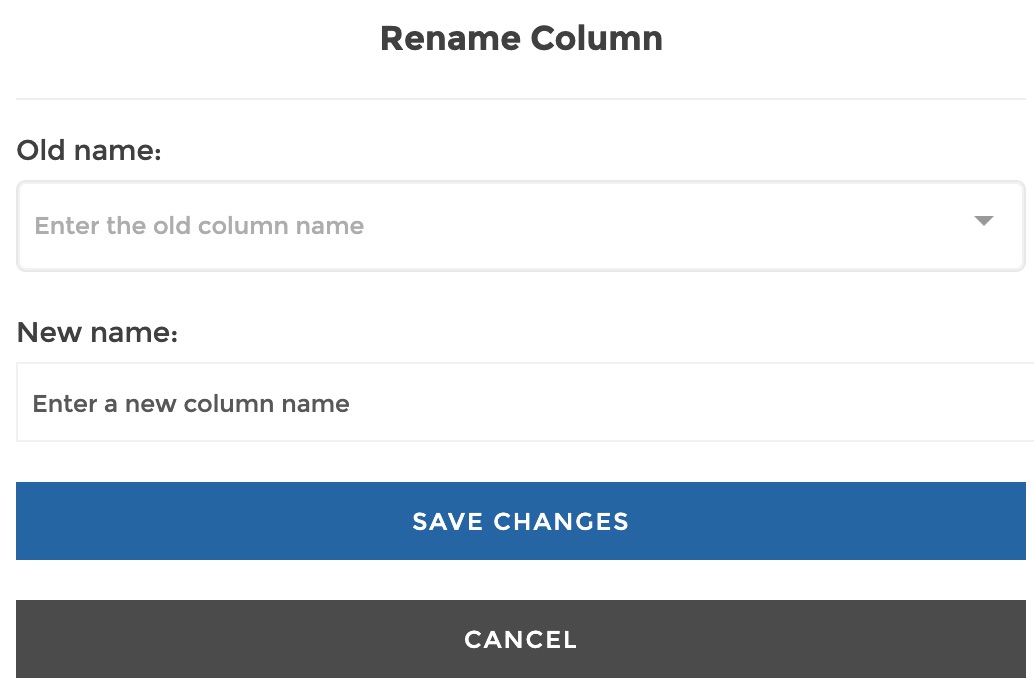 Rename Column
Old name:
Enter the old column name
New name:
Enter a new column name
SAVE CHANGES
CANCEL